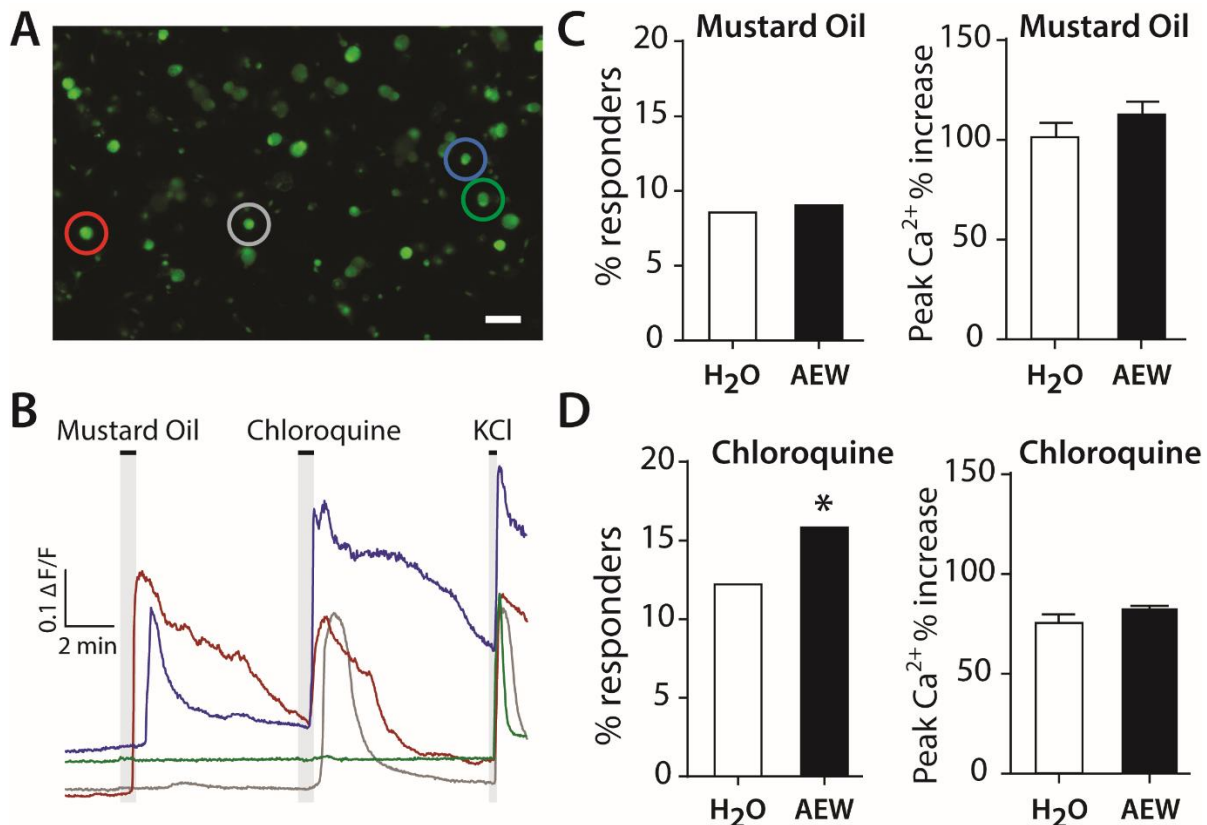 A
B
Mustard Oil Chloroquine KCl
0.1 ΔF/F
2 min
C
Mustard Oil
% responders
20
15
10
5
0
H₂O AEW
Mustard Oil
Peak Ca²⁺ % increase
150
100
50
0
H₂O AEW
D
Chloroquine
% responders
20
15
10
5
0
*
H₂O AEW
Chloroquine
Peak Ca²⁺ % increase
150
100
50
0
H₂O AEW